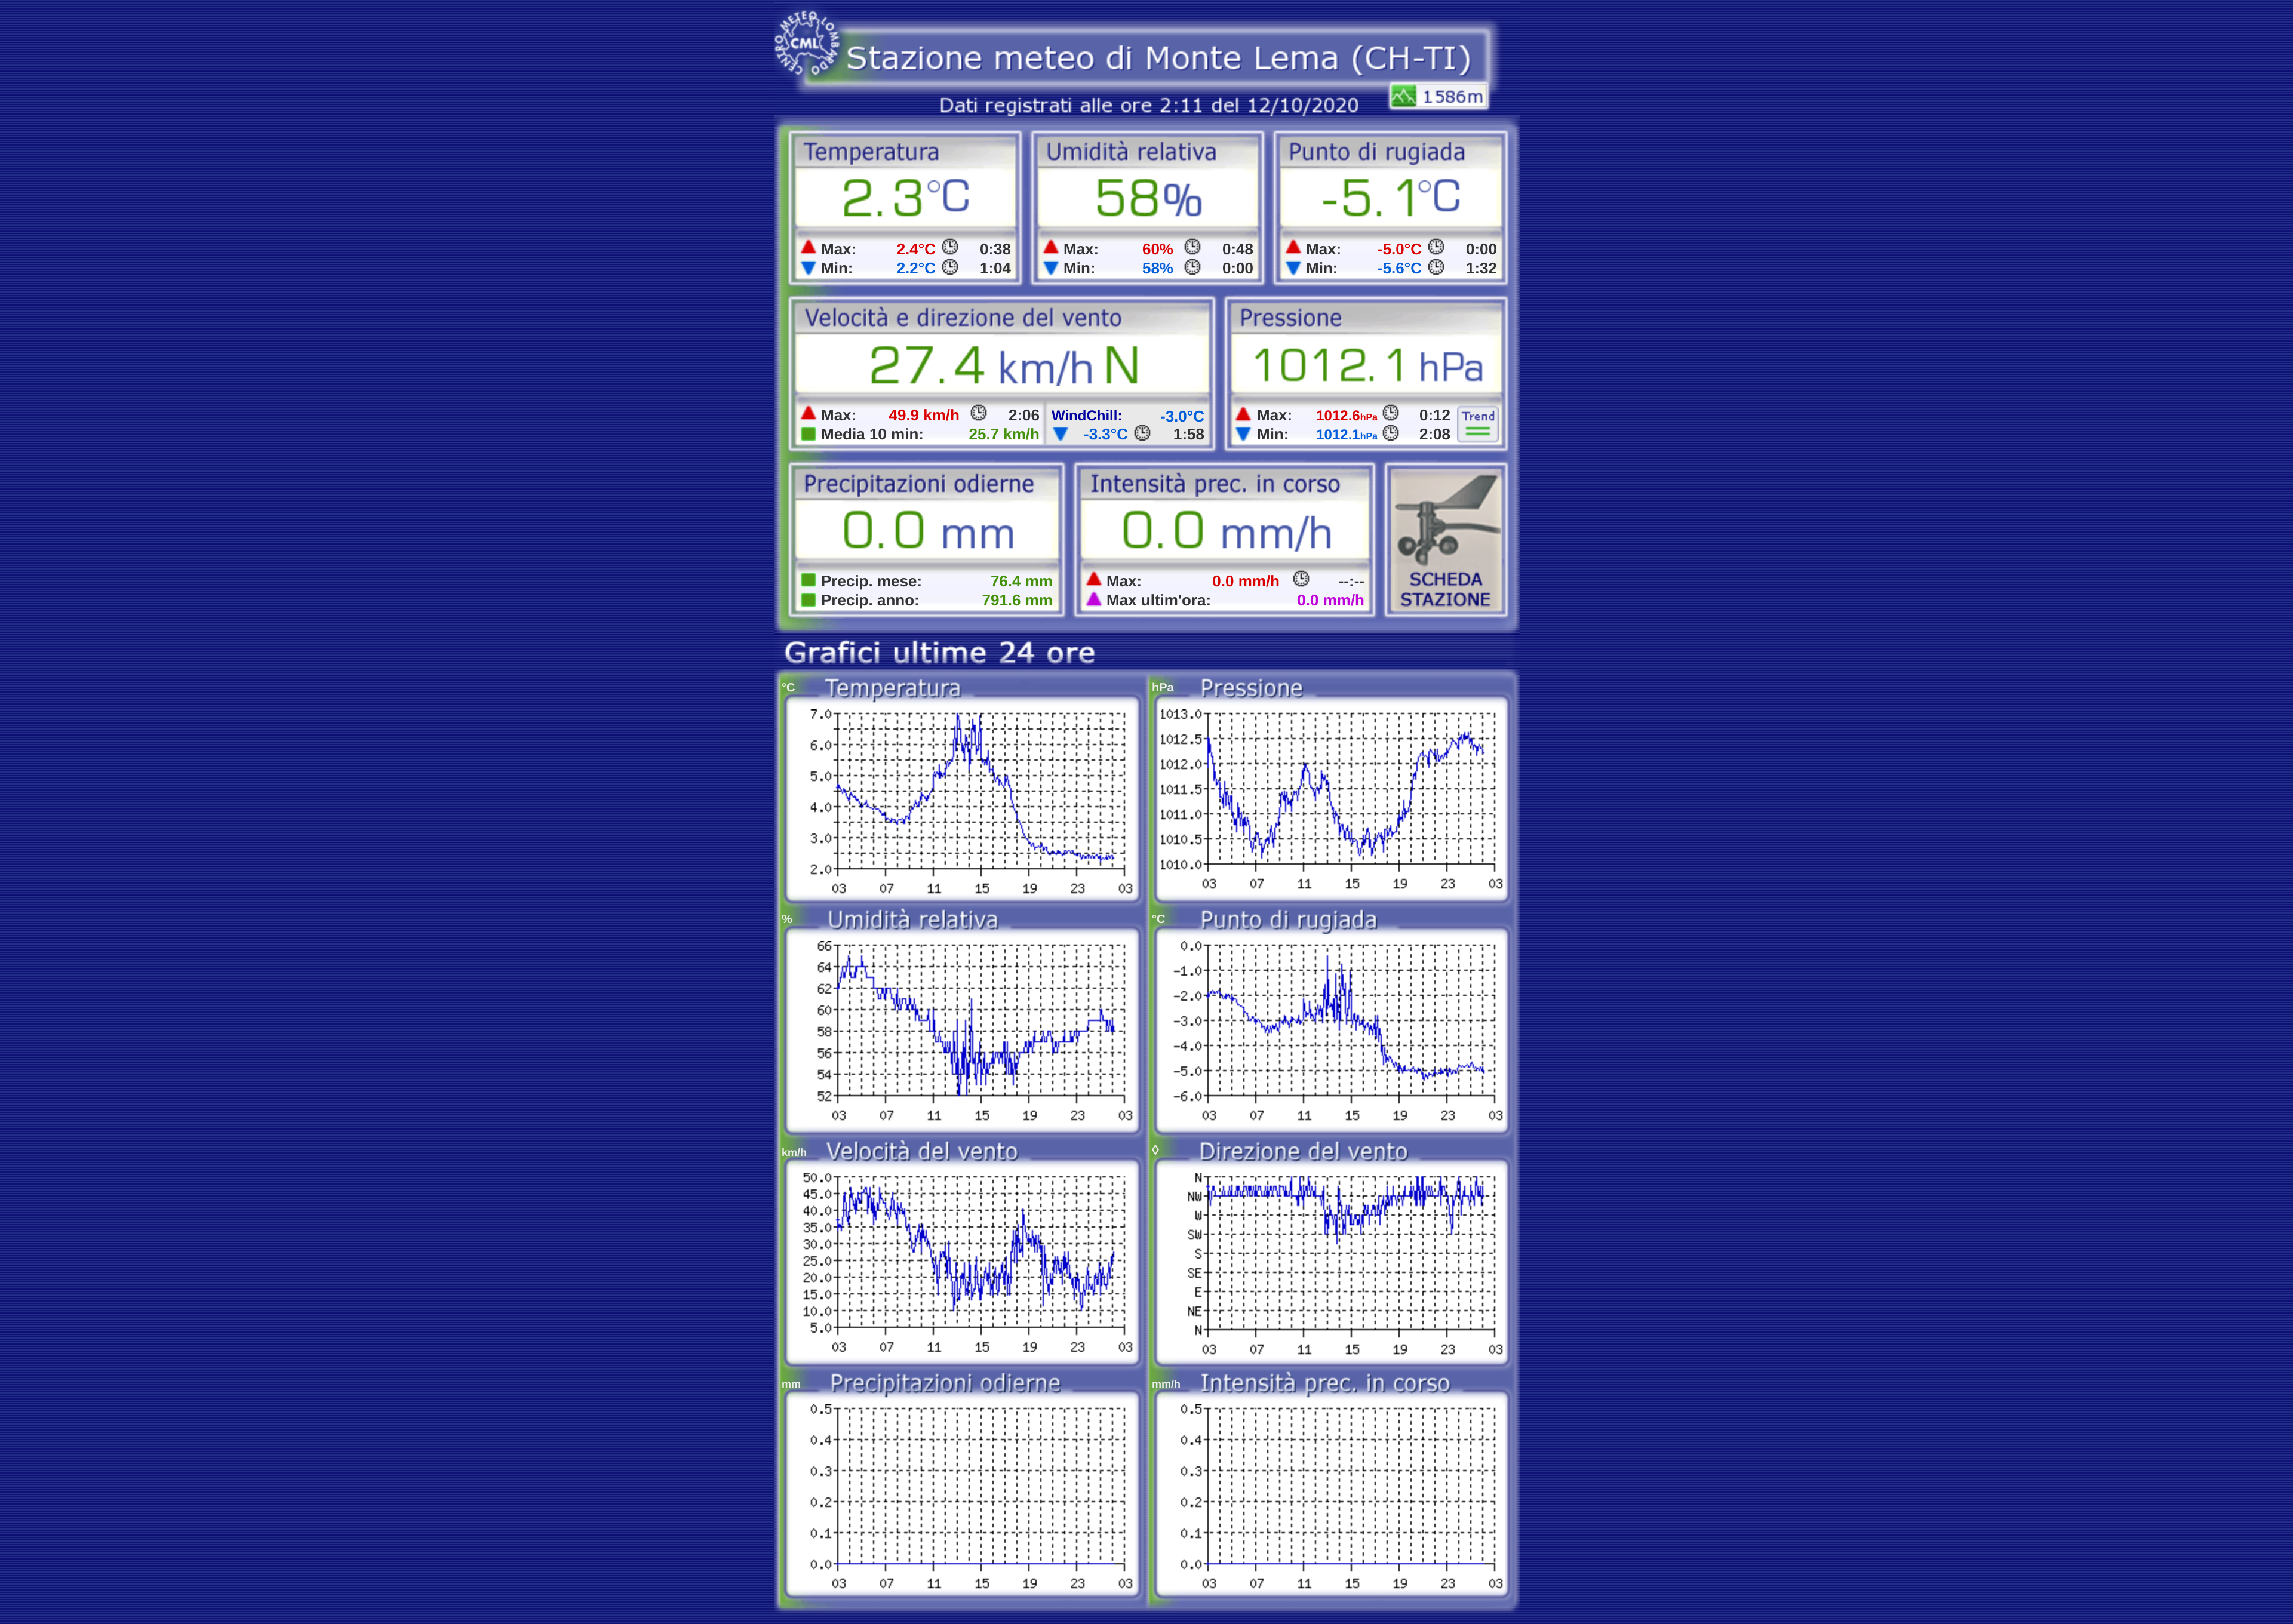 CENTRO METEO LOMBARDO
CML
Stazione meteo di Monte Lema (CH-TI)
1586m
Dati registrati alle ore 2:11 del 12/10/2020
Temperatura
2.3°C
Max: 2.4°C 0:38
Min: 2.2°C 1:04
Umidità relativa
58%
Max: 60% 0:48
Min: 58% 0:00
Punto di rugiada
-5.1°C
Max: -5.0°C 0:00
Min: -5.6°C 1:32
Velocità e direzione del vento
27.4 km/h N
Max: 49.9 km/h 2:06
Media 10 min: 25.7 km/h
WindChill: -3.0°C
-3.3°C 1:58
Pressione
1012.1 hPa
Max: 1012.6hPa 0:12
Min: 1012.1hPa 2:08
Trend
Precipitazioni odierne
0.0 mm
Precip. mese: 76.4 mm
Precip. anno: 791.6 mm
Intensità prec. in corso
0.0 mm/h
Max: 0.0 mm/h --:--
Max ultim'ora: 0.0 mm/h
SCHEDA
STAZIONE
Grafici ultime 24 ore
°C Temperatura
7.0
6.0
5.0
4.0
3.0
2.0
03 07 11 15 19 23 03
hPa Pressione
1013.0
1012.5
1012.0
1011.5
1011.0
1010.5
1010.0
03 07 11 15 19 23 03
% Umidità relativa
66
64
62
60
58
56
54
52
03 07 11 15 19 23 03
°C Punto di rugiada
0.0
-1.0
-2.0
-3.0
-4.0
-5.0
-6.0
03 07 11 15 19 23 03
km/h Velocità del vento
50.0
45.0
40.0
35.0
30.0
25.0
20.0
15.0
10.0
5.0
03 07 11 15 19 23 03
◊ Direzione del vento
N
NW
W
SW
S
SE
E
NE
N
03 07 11 15 19 23 03
mm Precipitazioni odierne
0.5
0.4
0.3
0.2
0.1
0.0
03 07 11 15 19 23 03
mm/h Intensità prec. in corso
0.5
0.4
0.3
0.2
0.1
0.0
03 07 11 15 19 23 03